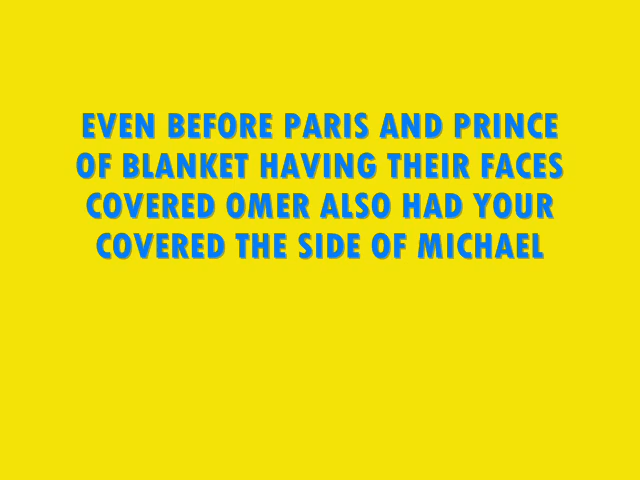 EVEN BEFORE PARIS AND PRINCE
OF BLANKET HAVING THEIR FACES
COVERED OMER ALSO HAD YOUR
COVERED THE SIDE OF MICHAEL